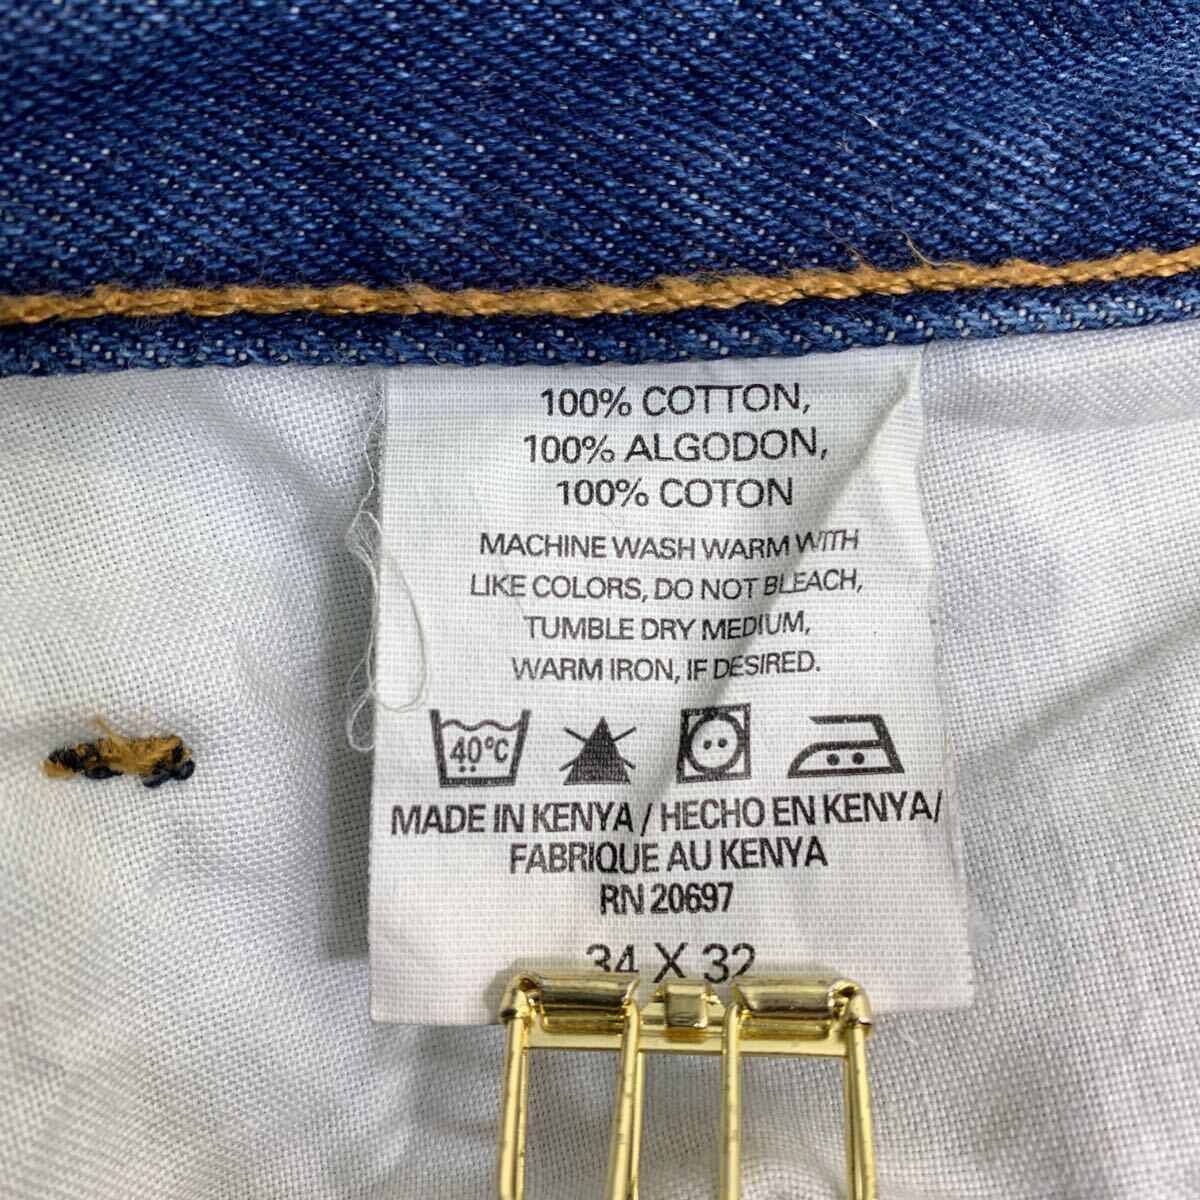 100% COTTON,
100% ALGODON,
100% COTON
MACHINE WASH WARM WITH
LIKE COLORS, DO NOT BLEACH,
TUMBLE DRY MEDIUM,
WARM IRON, IF DESIRED.
40°C
MADE IN KENYA / HECHO EN KENYA/
FABRIQUE AU KENYA
RN 20697
34 X 32